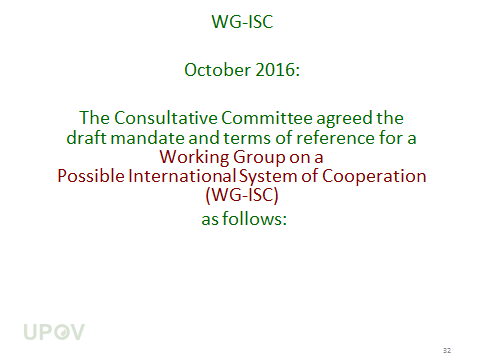 WG-ISC
October 2016:
The Consultative Committee agreed the
draft mandate and terms of reference for a
Working Group on a
Possible International System of Cooperation
(WG-ISC)
as follows:
UPOV
32